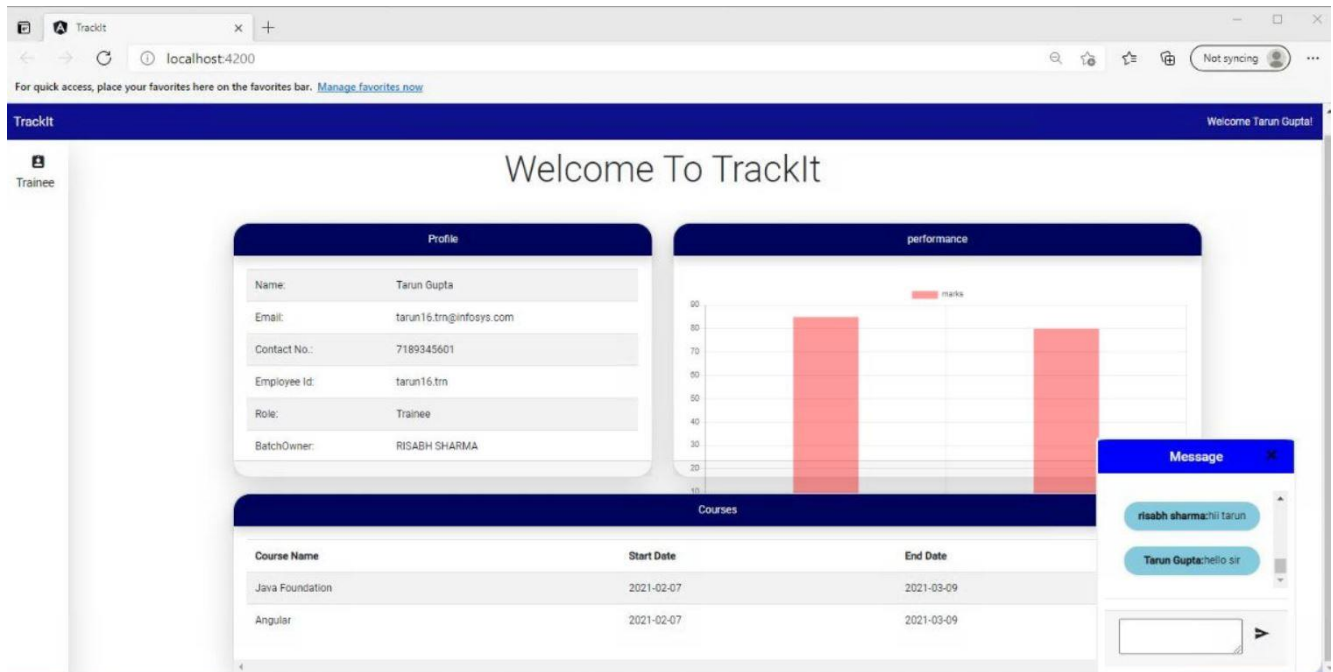 TrackIt
localhost:4200
Not syncing
For quick access, place your favorites here on the favorites bar. Manage favorites now
TrackIt
Welcome Tarun Gupta!
Trainee
Welcome To TrackIt
Profile
Name: Tarun Gupta
Email: tarun16.trn@infosys.com
Contact No.: 7189345601
Employee Id: tarun16.trn
Role: Trainee
BatchOwner: RISABH SHARMA
performance
marks
90
80
70
60
50
40
30
20
10
Courses
Course Name Start Date End Date
Java Foundation 2021-02-07 2021-03-09
Angular 2021-02-07 2021-03-09
Message
risabh sharma:hii tarun
Tarun Gupta:hello sir